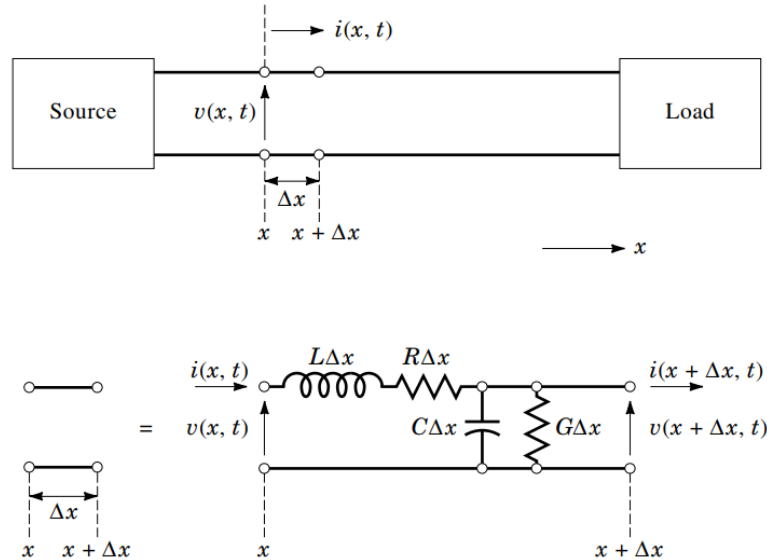 i(x, t)
Source
v(x, t)
Load
Δx
x
x + Δx
x
i(x, t)
LΔx
RΔx
i(x + Δx, t)
=
v(x, t)
CΔx
GΔx
v(x + Δx, t)
Δx
x
x + Δx
x
x + Δx